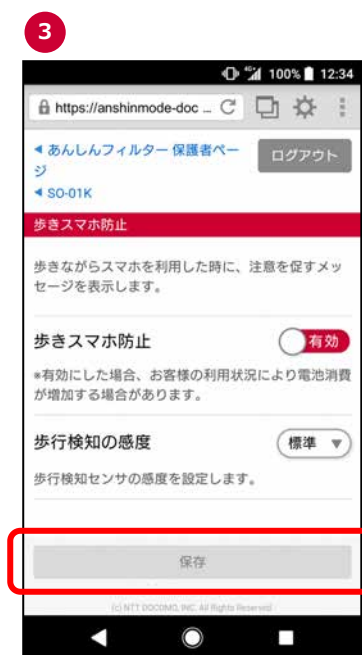 3
100% 12:34
https://anshinmode-doc ...
◀ あんしんフィルター 保護者ペー
ジ
ログアウト
◀ SO-01K
歩きスマホ防止
歩きながらスマホを利用した時に、注意を促すメッ
セージを表示します。
歩きスマホ防止
有効
*有効にした場合、お客様の利用状況により電池消費
が増加する場合があります。
歩行検知の感度
標準 ▼
歩行検知センサの感度を設定します。
保存
(c) NTT DOCOMO, INC. All Rights Reserved.